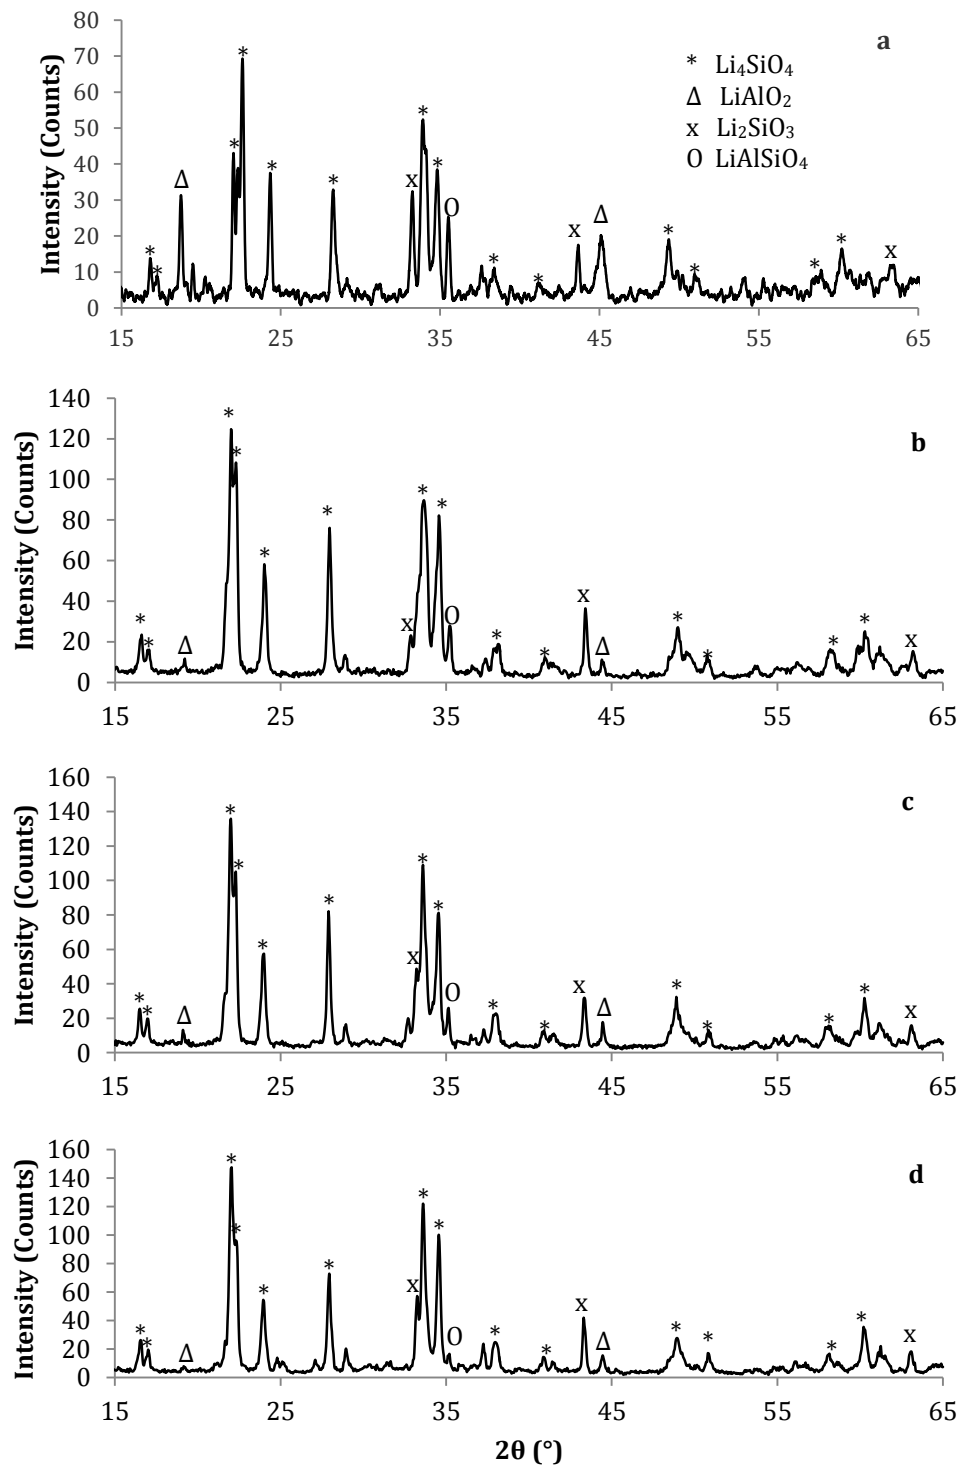 80
70
60
50
40
30
20
10
0
Intensity (Counts)
a
* Li₄SiO₄
Δ LiAlO₂
x Li₂SiO₃
O LiAlSiO₄
* * Δ * * * * x * * O * * x Δ * * * * x
15 25 35 45 55 65
140
120
100
80
60
40
20
0
Intensity (Counts)
b
* * Δ * * * * x * * O * * x Δ * * * * x
15 25 35 45 55 65
160
140
120
100
80
60
40
20
0
Intensity (Counts)
c
* * Δ * * * * x * * O * * x Δ * * * * x
15 25 35 45 55 65
160
140
120
100
80
60
40
20
0
Intensity (Counts)
d
* * Δ * * * * x * * O * * x Δ * * * * x
15 25 35 45 55 65
2θ (°)